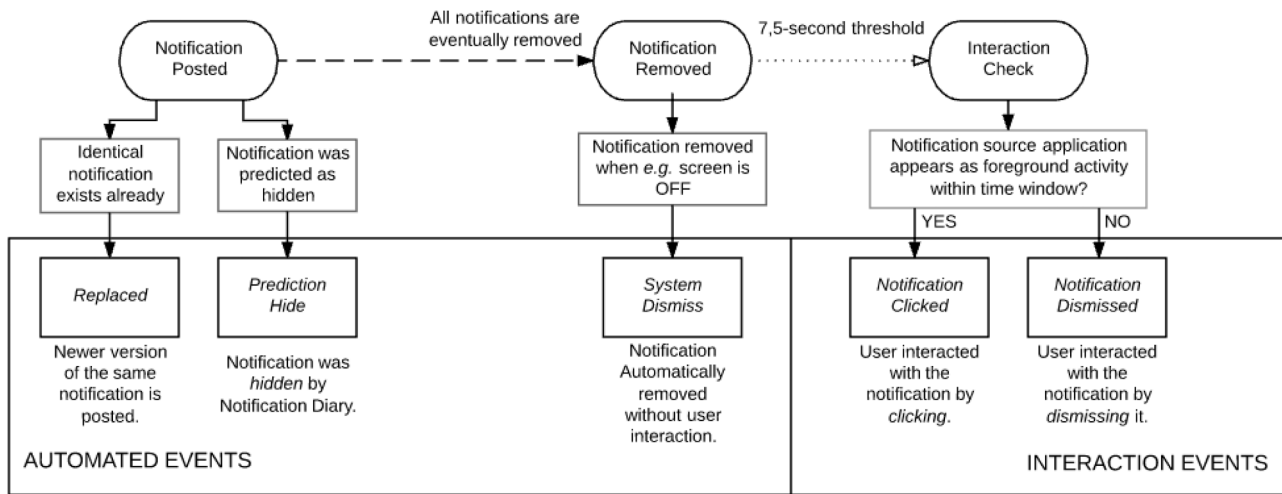 Notification
Posted
All notifications are
eventually removed
Notification
Removed
7,5-second threshold
Interaction
Check
Identical
notification
exists already
Notification was
predicted as
hidden
Notification removed
when e.g. screen is
OFF
Notification source application
appears as foreground activity
within time window?
YES
NO
Replaced
Prediction
Hide
System
Dismiss
Notification
Clicked
Notification
Dismissed
Newer version
of the same
notification is
posted.
Notification was
hidden by
Notification Diary.
Notification
Automatically
removed
without user
interaction.
User interacted
with the
notification by
clicking.
User interacted
with the
notification by
dismissing it.
AUTOMATED EVENTS
INTERACTION EVENTS